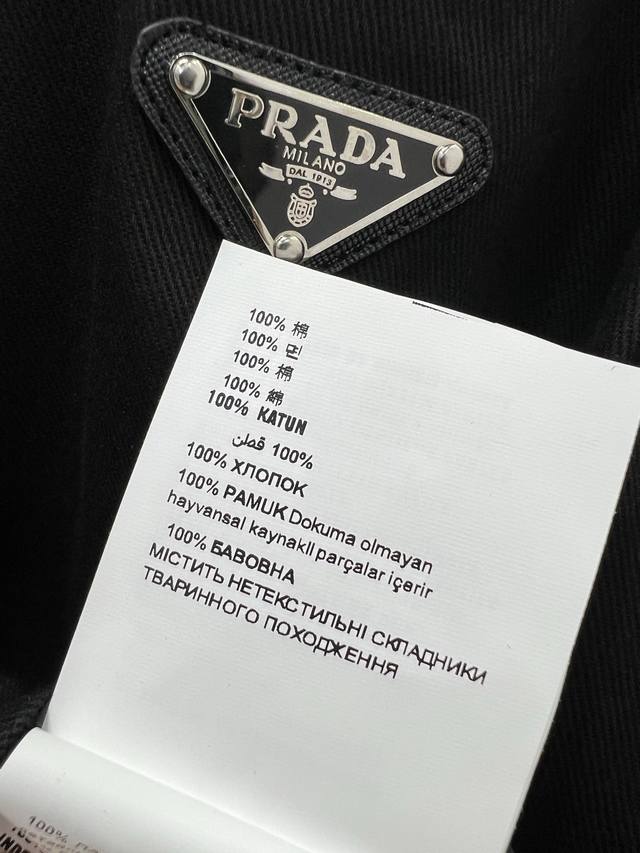 PRADA
MILANO
DAL 1913
100% 棉
100% 면
100% 棉
100% 綿
100% KATUN
100% قطن
100% ХЛОПОК
100% PAMUK Dokuma olmayan
hayvansal kaynaklı parçalar içerir
100% БАВОВНА
МІСТИТЬ НЕТЕКСТИЛЬНІ СКЛАДНИКИ
ТВАРИННОГО ПОХОДЖЕННЯ
100%